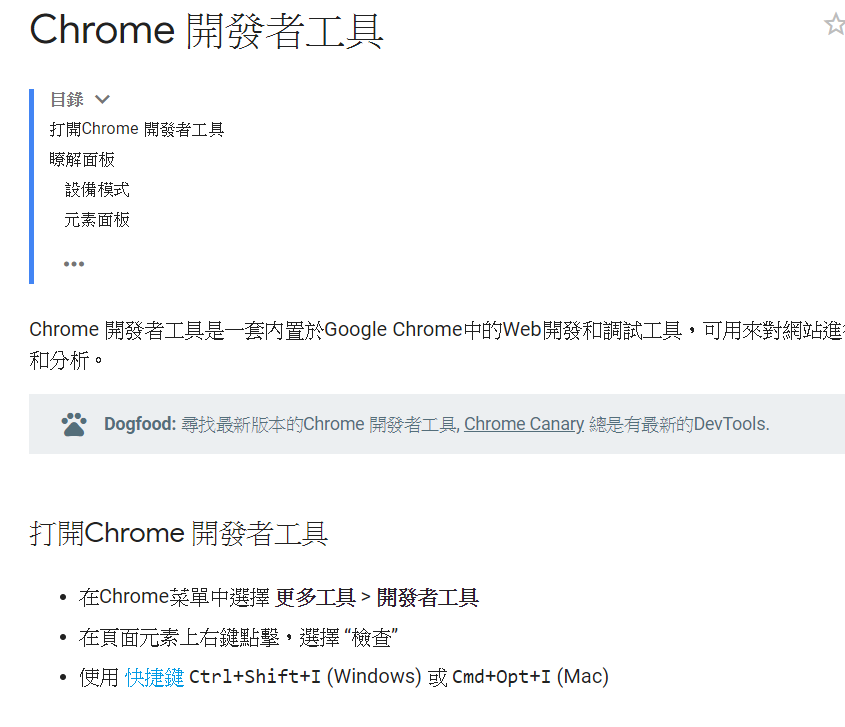 Chrome 開發者工具
目錄
打開Chrome 開發者工具
瞭解面板
設備模式
元素面板
•••
Chrome 開發者工具是一套內置於Google Chrome中的Web開發和調試工具，可用來對網站進
和分析。
Dogfood: 尋找最新版本的Chrome 開發者工具, Chrome Canary 總是有最新的DevTools.
打開Chrome 開發者工具
• 在Chrome菜單中選擇 更多工具 > 開發者工具
• 在頁面元素上右鍵點擊，選擇 “檢查”
• 使用 快捷鍵 Ctrl+Shift+I (Windows) 或 Cmd+Opt+I (Mac)